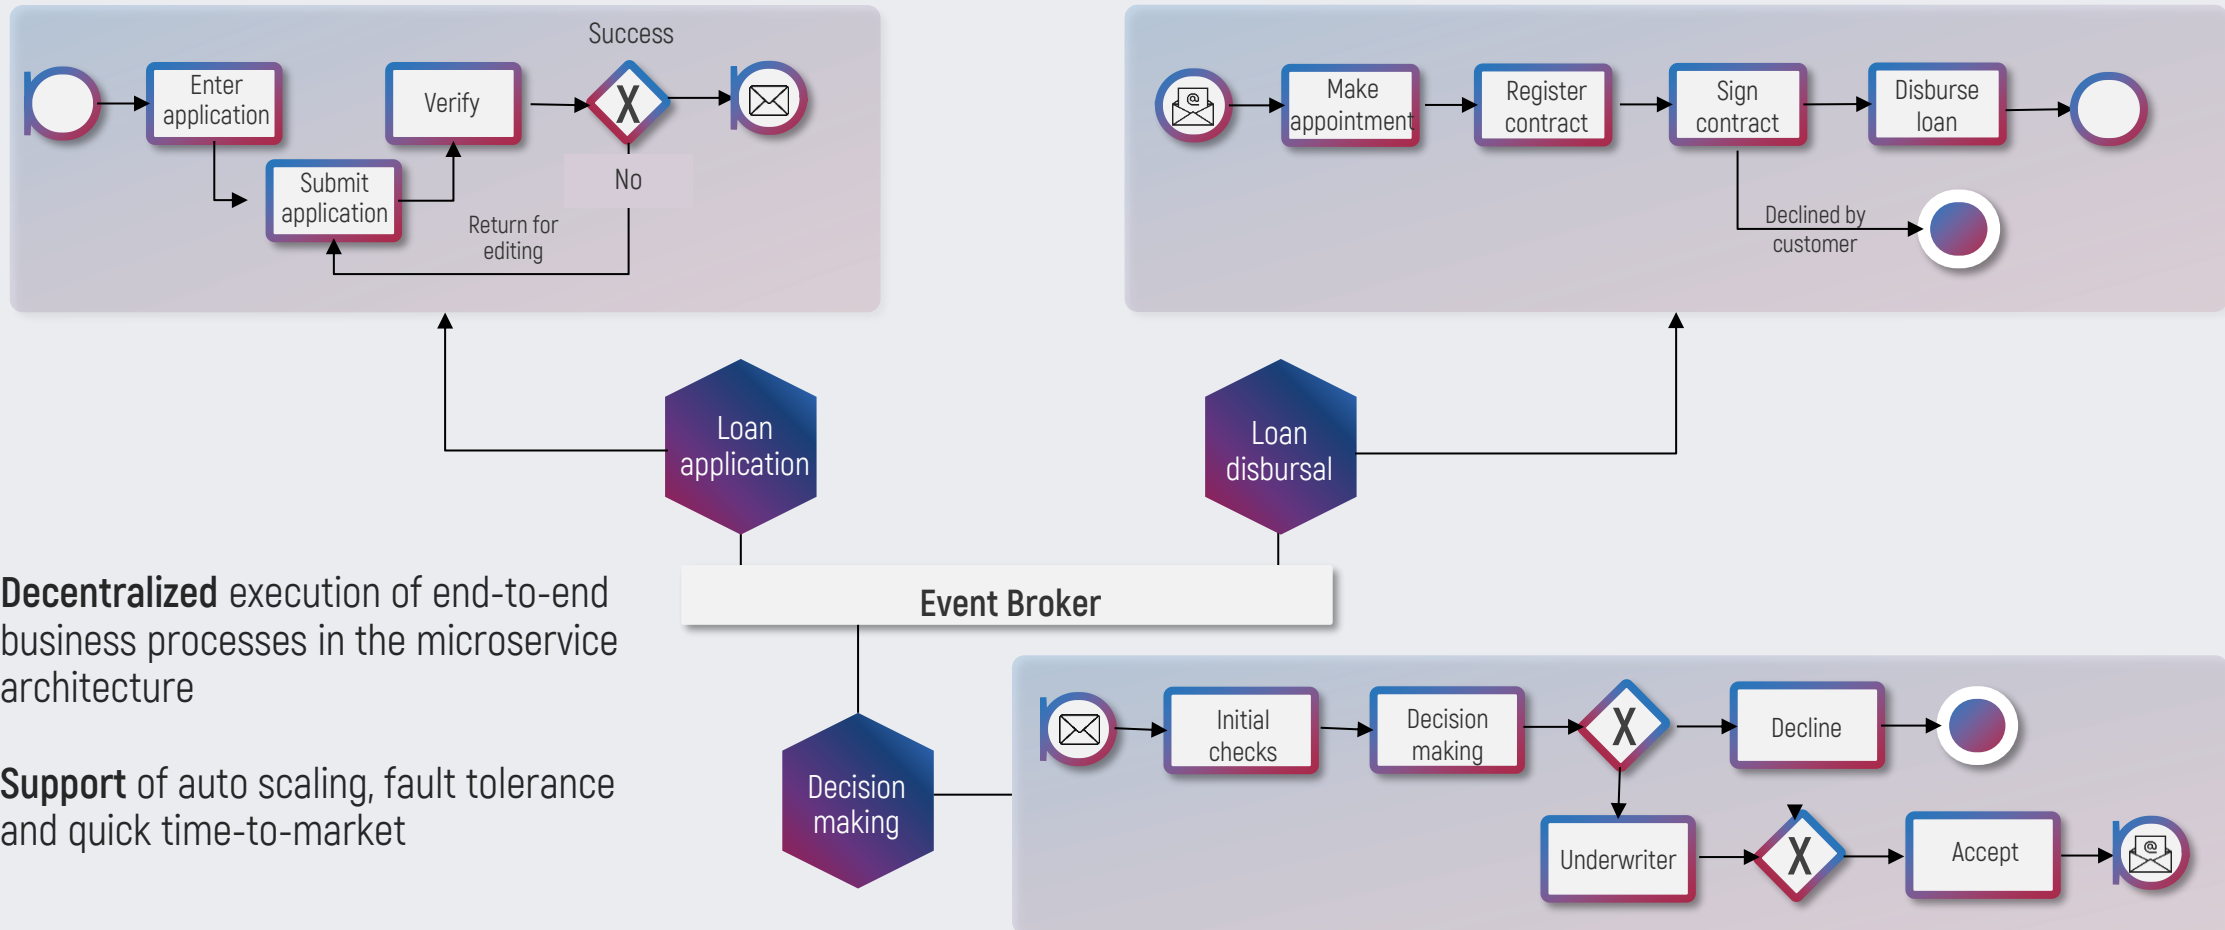 Success
Enter
application
Verify
X
Submit
application
No
Return for
editing
@
Make
appointment
Register
contract
Sign
contract
Disburse
loan
Declined by
customer
Loan
application
Loan
disbursal
Event Broker
Decentralized execution of end-to-end
business processes in the microservice
architecture
Support of auto scaling, fault tolerance
and quick time-to-market
Decision
making
Initial
checks
Decision
making
X
Decline
Underwriter
X
Accept
@